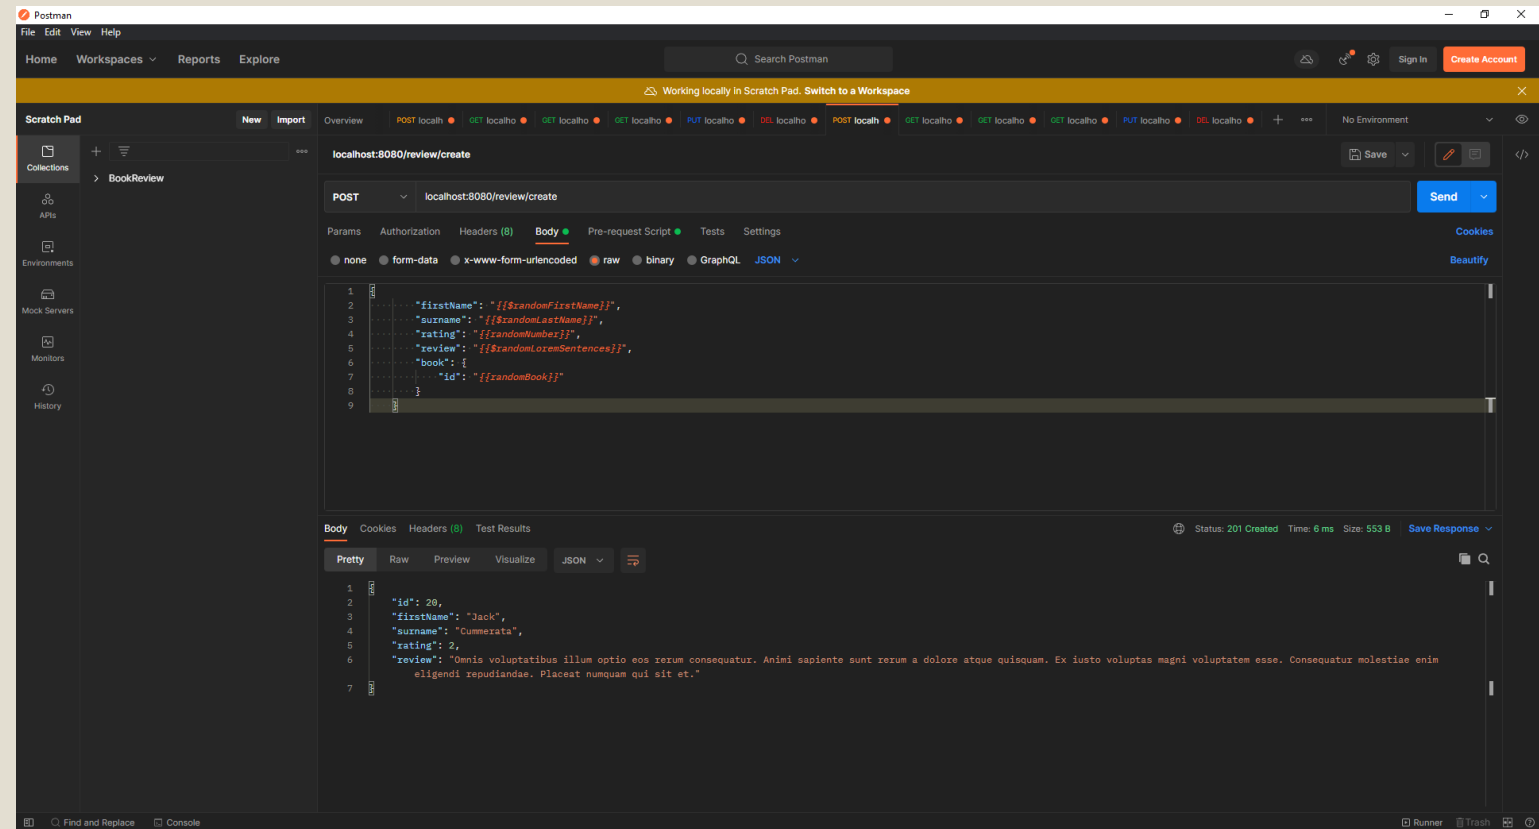 Postman
File Edit View Help
Home Workspaces Reports Explore
Search Postman
Sign In Create Account
Working locally in Scratch Pad. Switch to a Workspace
Scratch Pad New Import
Overview POST localh GET localho GET localho GET localho PUT localho DEL localho POST localh GET localho GET localho GET localho PUT localho DEL localho No Environment
Collections
BookReview
APIs
Environments
Mock Servers
Monitors
History
localhost:8080/review/create
Save
POST localhost:8080/review/create
Send
Params Authorization Headers (8) Body Pre-request Script Tests Settings
Cookies
none form-data x-www-form-urlencoded raw binary GraphQL JSON
Beautify
1 {
2 "firstName": "{{$randomFirstName}}",
3 "surname": "{{$randomLastName}}",
4 "rating": "{{randomNumber}}",
5 "review": "{{$randomLoremSentences}}",
6 "book": {
7 "id": "{{randomBook}}"
8 }
9 }
Body Cookies Headers (8) Test Results
Status: 201 Created Time: 6 ms Size: 553 B Save Response
Pretty Raw Preview Visualize JSON
1 {
2 "id": 20,
3 "firstName": "Jack",
4 "surname": "Cummerata",
5 "rating": 2,
6 "review": "Omnis voluptatibus illum optio eos rerum consequatur. Animi sapiente sunt rerum a dolore atque quisquam. Ex iusto voluptas magni voluptatem esse. Consequatur molestiae enim
eligendi repudiandae. Placeat numquam qui sit et."
7 }
Find and Replace Console
Runner Trash